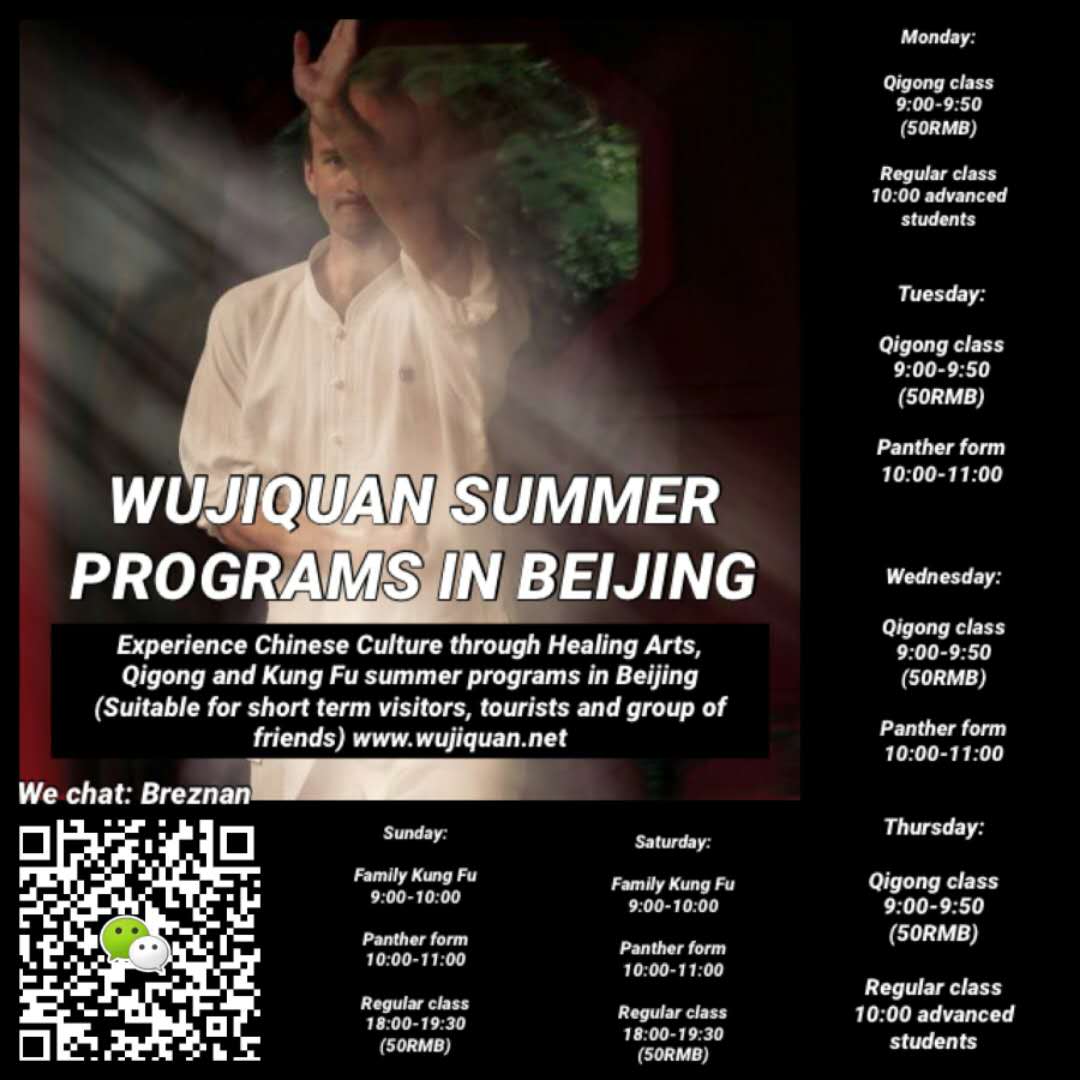 WUJIQUAN SUMMER
PROGRAMS IN BEIJING
Experience Chinese Culture through Healing Arts,
Qigong and Kung Fu summer programs in Beijing
(Suitable for short term visitors, tourists and group of
friends) www.wujiquan.net
We chat: Breznan
Monday:
Qigong class
9:00-9:50
(50RMB)
Regular class
10:00 advanced
students
Tuesday:
Qigong class
9:00-9:50
(50RMB)
Panther form
10:00-11:00
Wednesday:
Qigong class
9:00-9:50
(50RMB)
Panther form
10:00-11:00
Thursday:
Qigong class
9:00-9:50
(50RMB)
Regular class
10:00 advanced
students
Sunday:
Family Kung Fu
9:00-10:00
Panther form
10:00-11:00
Regular class
18:00-19:30
(50RMB)
Saturday:
Family Kung Fu
9:00-10:00
Panther form
10:00-11:00
Regular class
18:00-19:30
(50RMB)